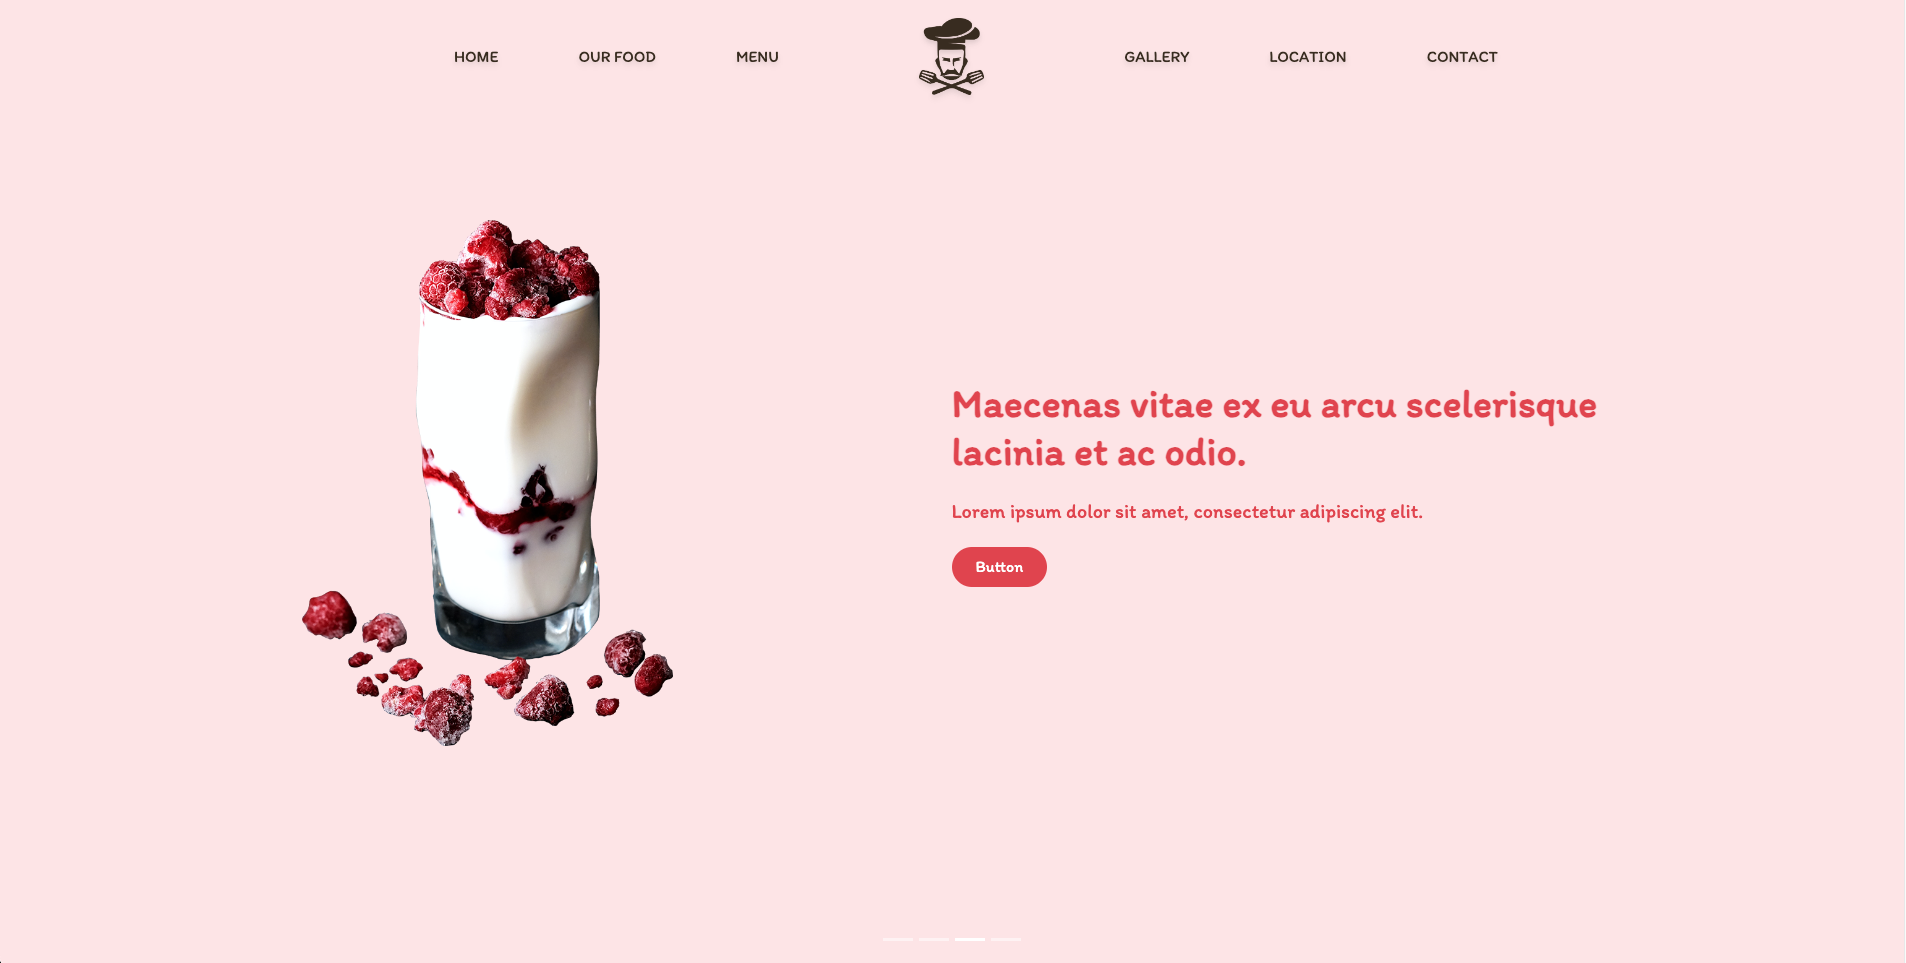 HOME OUR FOOD MENU GALLERY LOCATION CONTACT
Maecenas vitae ex eu arcu scelerisque
lacinia et ac odio.
Lorem ipsum dolor sit amet, consectetur adipiscing elit.
Button